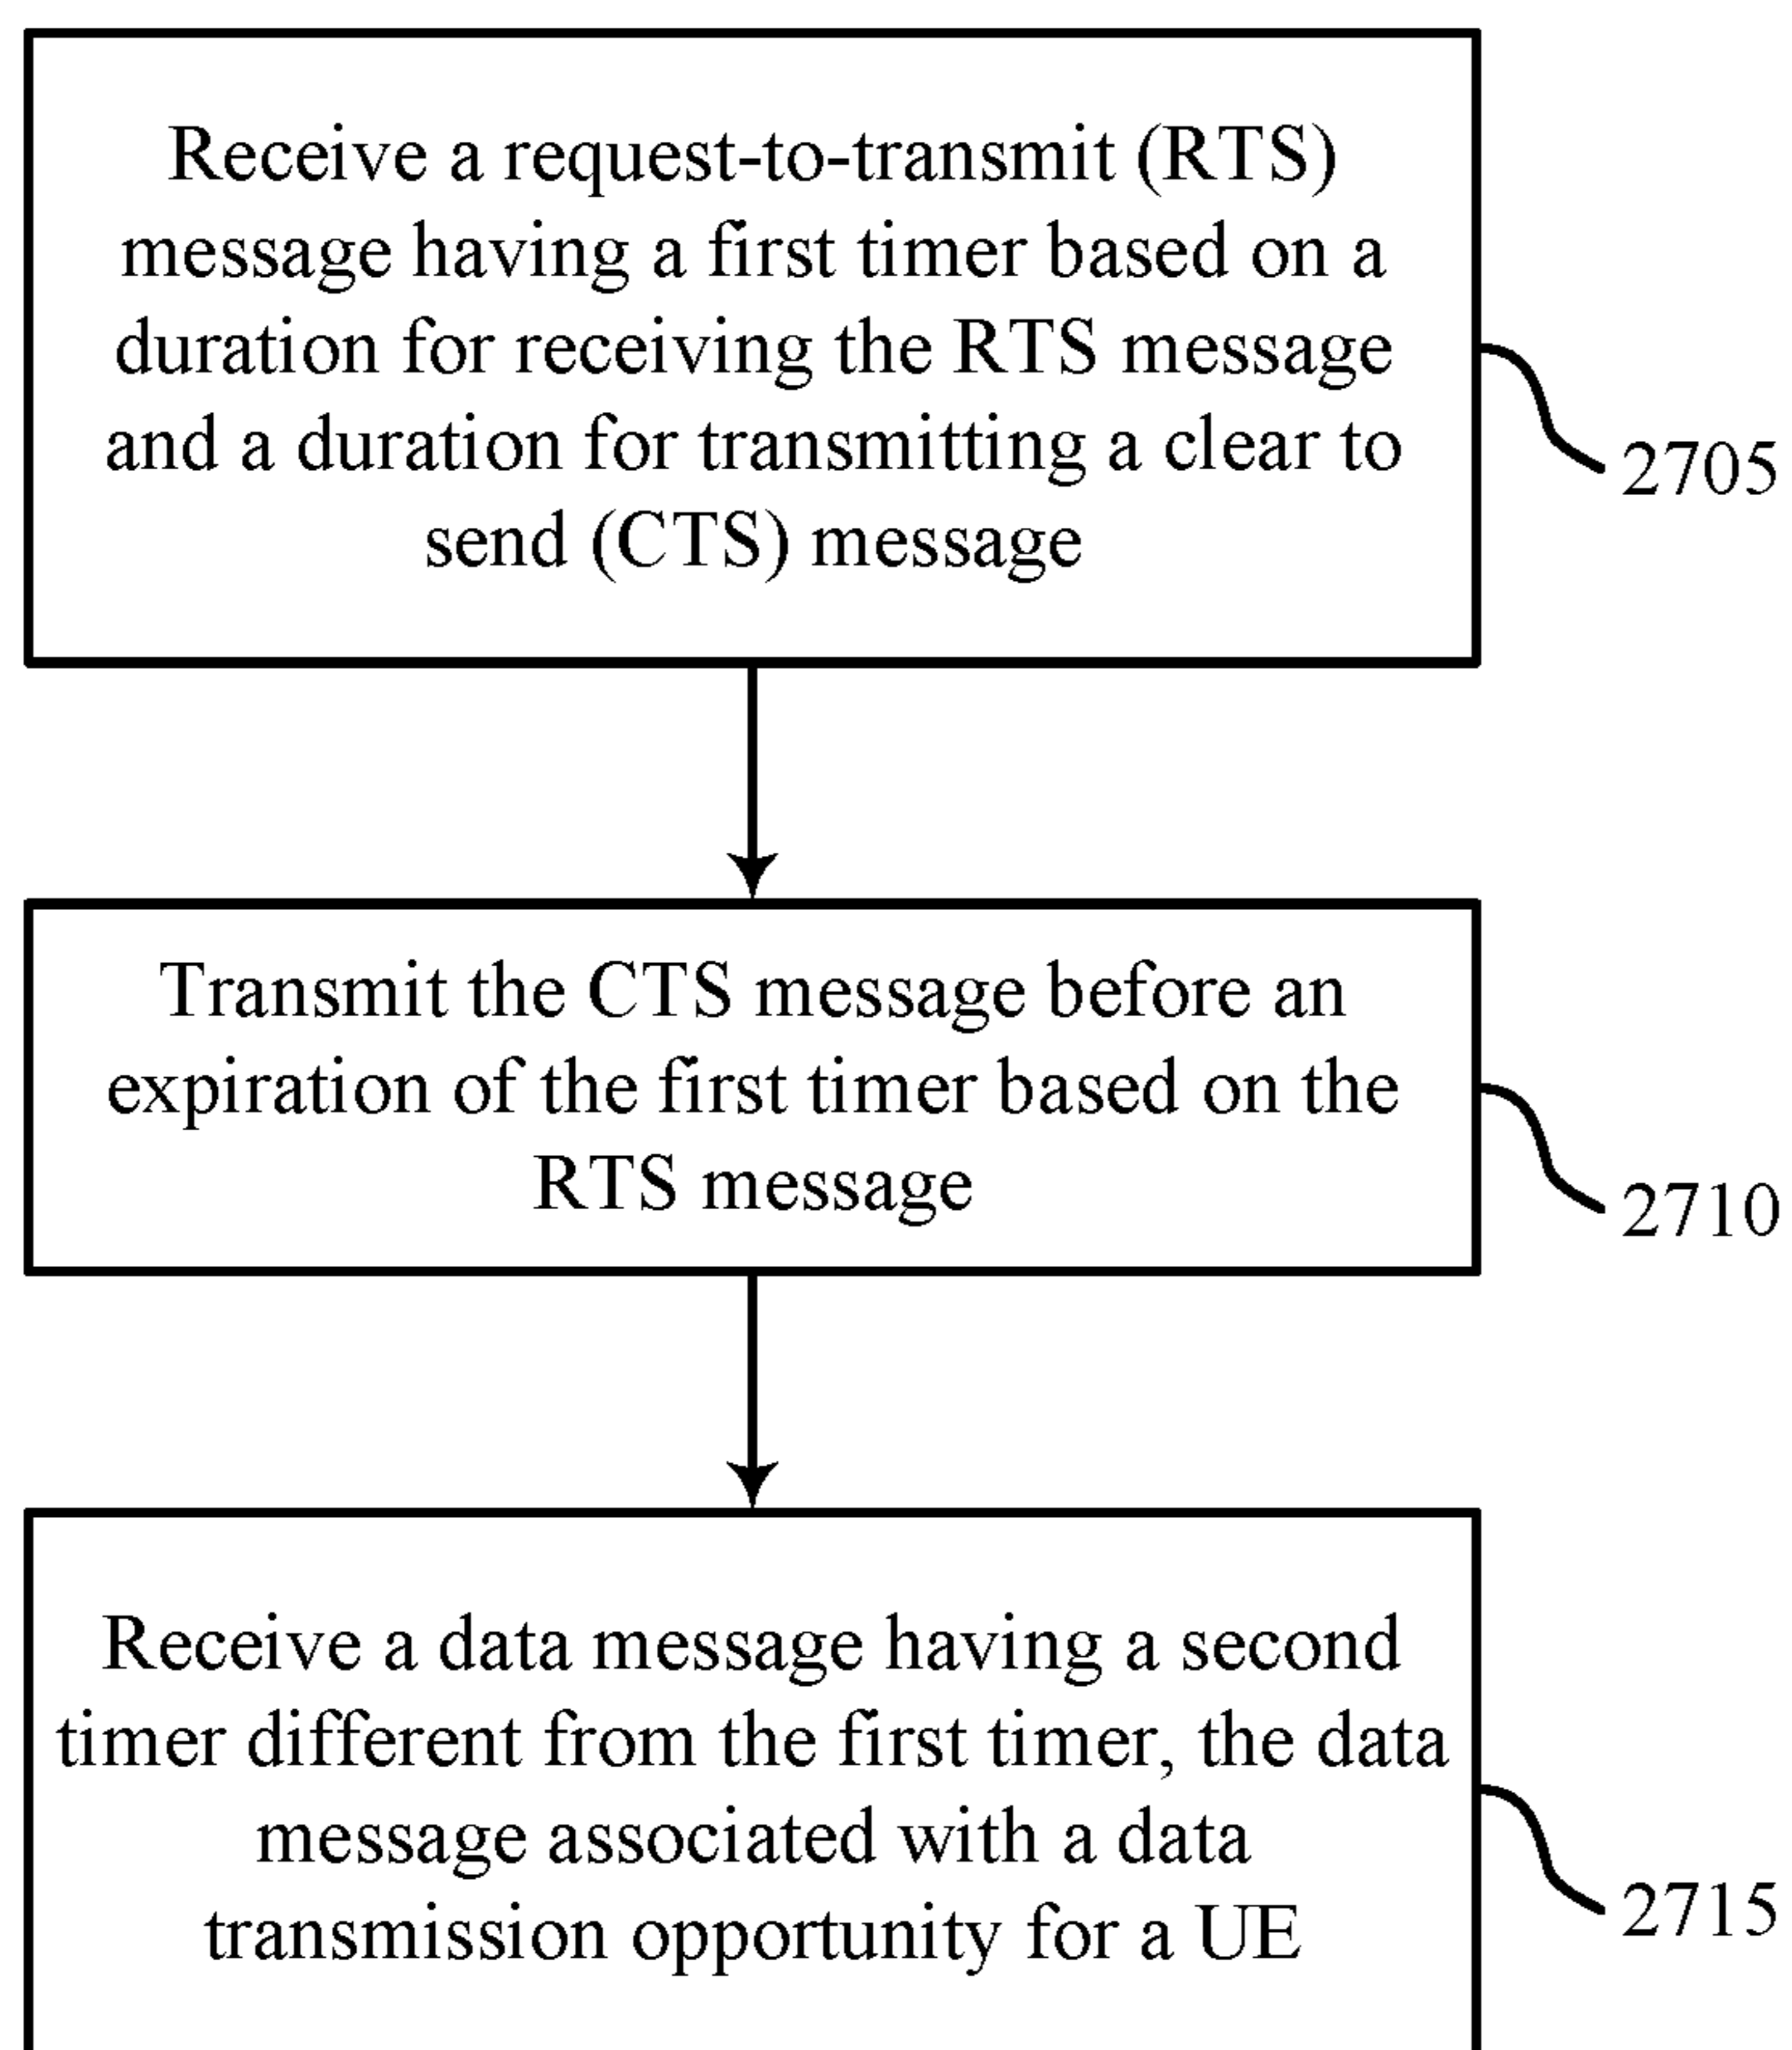 Receive a request-to-transmit (RTS)
message having a first timer based on a
duration for receiving the RTS message
and a duration for transmitting a clear to
send (CTS) message
2705
Transmit the CTS message before an
expiration of the first timer based on the
RTS message
2710
Receive a data message having a second
timer different from the first timer, the data
message associated with a data
transmission opportunity for a UE
2715